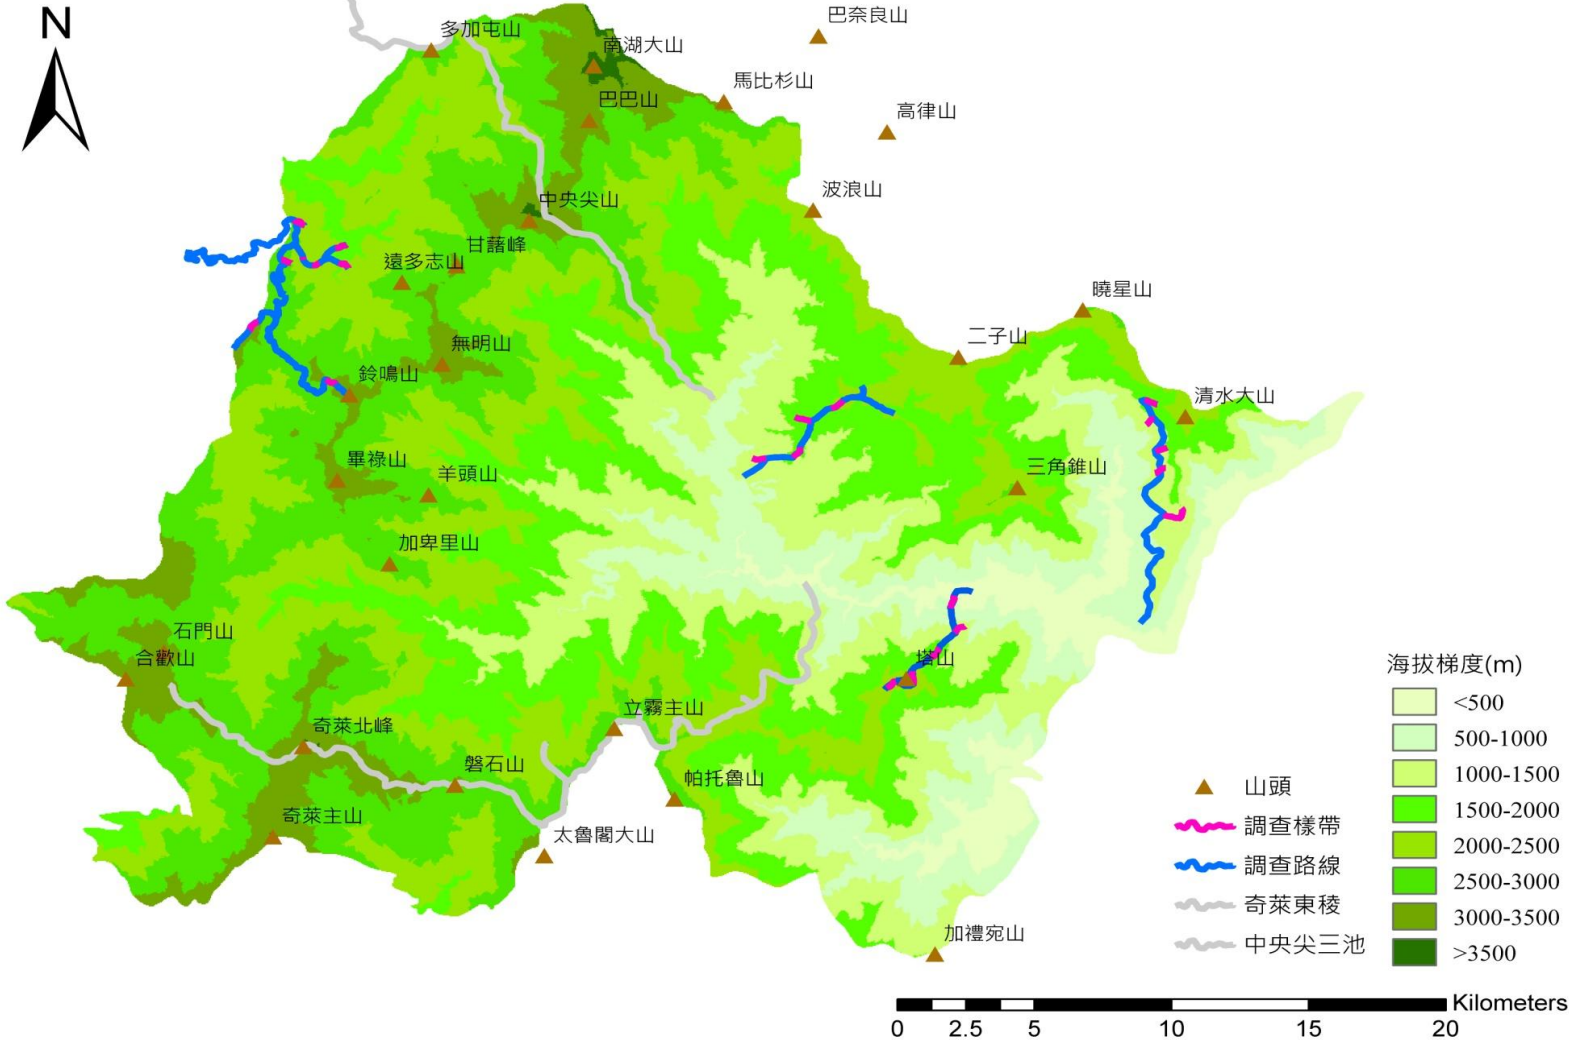 N
多加屯山
巴奈良山
南湖大山
馬比杉山
巴巴山
高律山
中央尖山
波浪山
甘藷峰
遠多志山
曉星山
二子山
無明山
鈴鳴山
清水大山
畢祿山
羊頭山
三角錐山
加卑里山
石門山
合歡山
塔山
立霧主山
奇萊北峰
磐石山
帕托魯山
奇萊主山
太魯閣大山
加禮宛山
山頭
調查樣帶
調查路線
奇萊東稜
中央尖三池
海拔梯度(m)
<500
500-1000
1000-1500
1500-2000
2000-2500
2500-3000
3000-3500
>3500
Kilometers
0 2.5 5 10 15 20